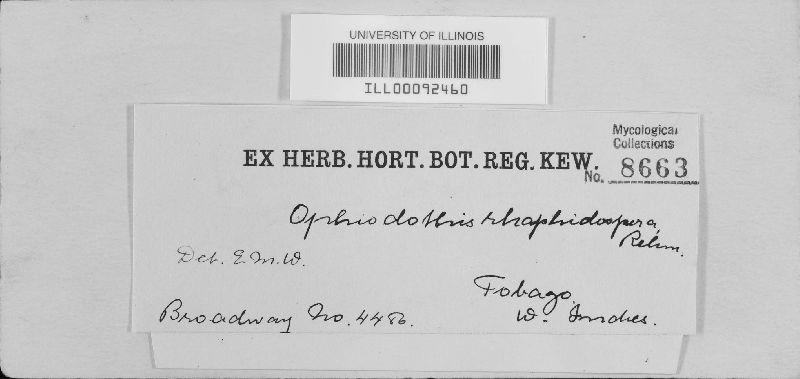 UNIVERSITY OF ILLINOIS
ILL00092460
Mycological
Collections
EX HERB. HORT. BOT. REG. KEW.
No. 8663
Ophiodothis rhaphidospora,
Rehm.
Det. E.M.W.
Tobago,
Broadway No. 4486.
W. Indies.